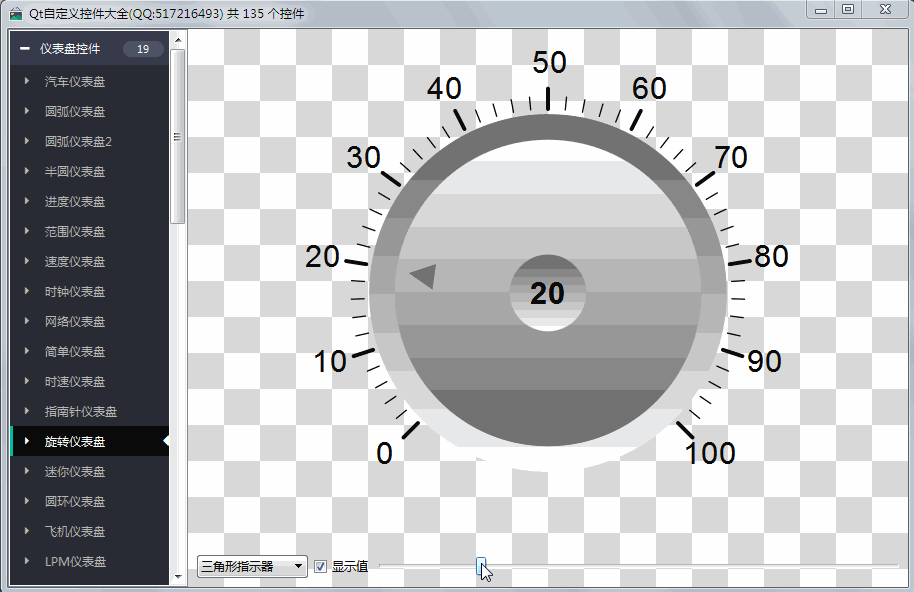 Qt自定义控件大全(QQ:517216493) 共 135 个控件
仪表盘控件 19
汽车仪表盘
圆弧仪表盘
圆弧仪表盘2
半圆仪表盘
进度仪表盘
范围仪表盘
速度仪表盘
时钟仪表盘
网络仪表盘
简单仪表盘
时速仪表盘
指南针仪表盘
旋转仪表盘
迷你仪表盘
圆环仪表盘
飞机仪表盘
LPM仪表盘
50
40
60
30
70
20
80
20
10
90
0
100
三角形指示器
显示值